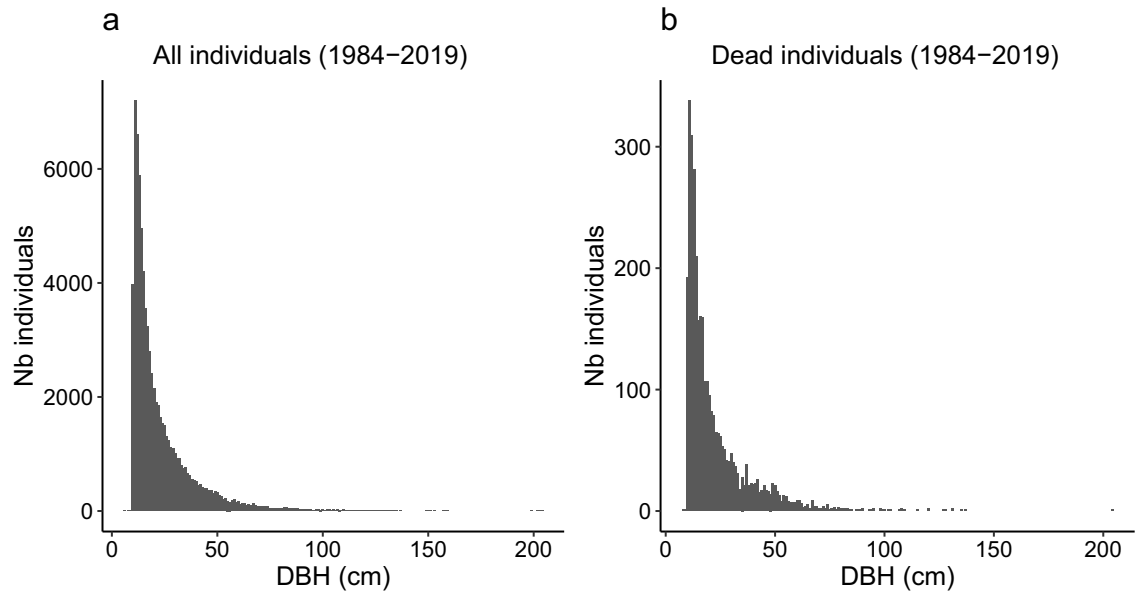 a
All individuals (1984−2019)
Nb individuals
6000
4000
2000
0
0 50 100 150 200
DBH (cm)
b
Dead individuals (1984−2019)
Nb individuals
300
200
100
0
0 50 100 150 200
DBH (cm)